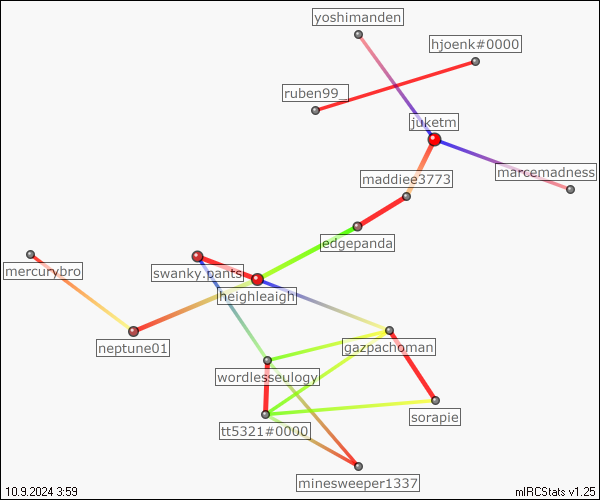 yoshimanden
hjoenk#0000
ruben99_
juketm
marcemadness
maddiee3773
edgepanda
mercurybro
swanky.pants
heighleaigh
neptune01
gazpachoman
wordlesseulogy
sorapie
tt5321#0000
minesweeper1337
10.9.2024 3:59
mIRCStats v1.25